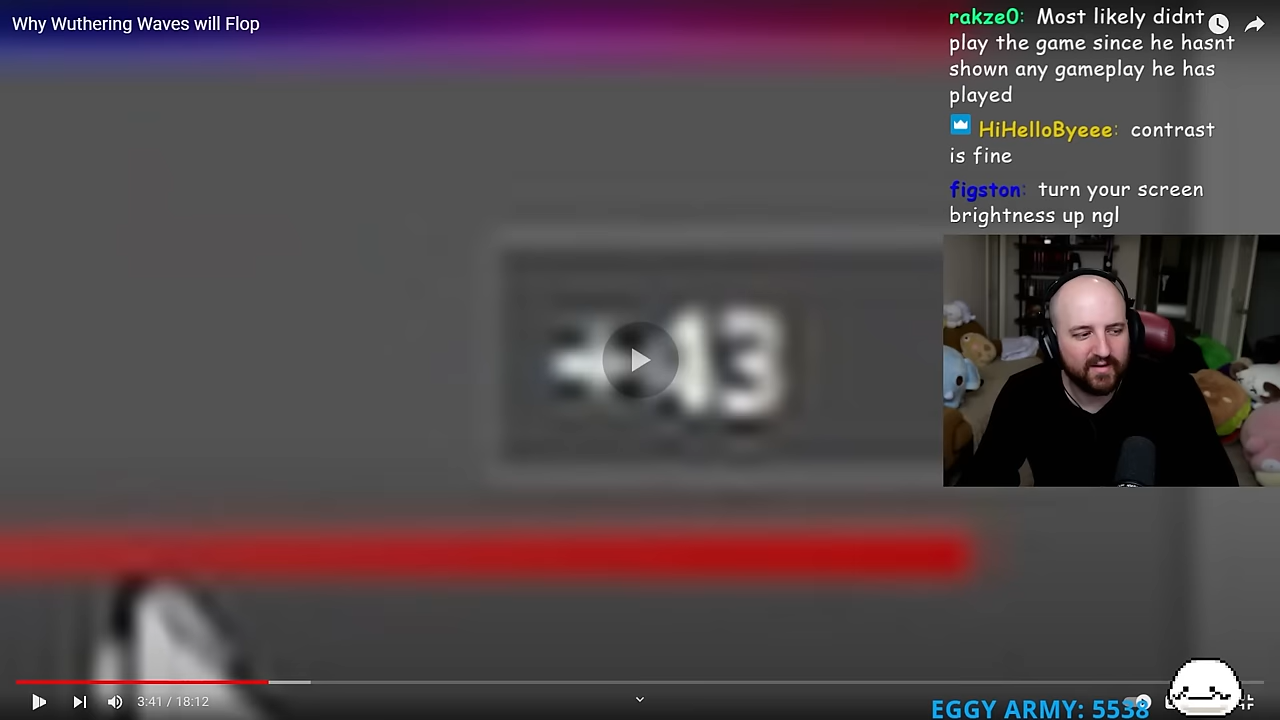 Why Wuthering Waves will Flop
rakze0: Most likely didnt
play the game since he hasnt
shown any gameplay he has
played
HiHelloByeee: contrast
is fine
figston: turn your screen
brightness up ngl
3:41 / 18:12
EGGY ARMY: 5538